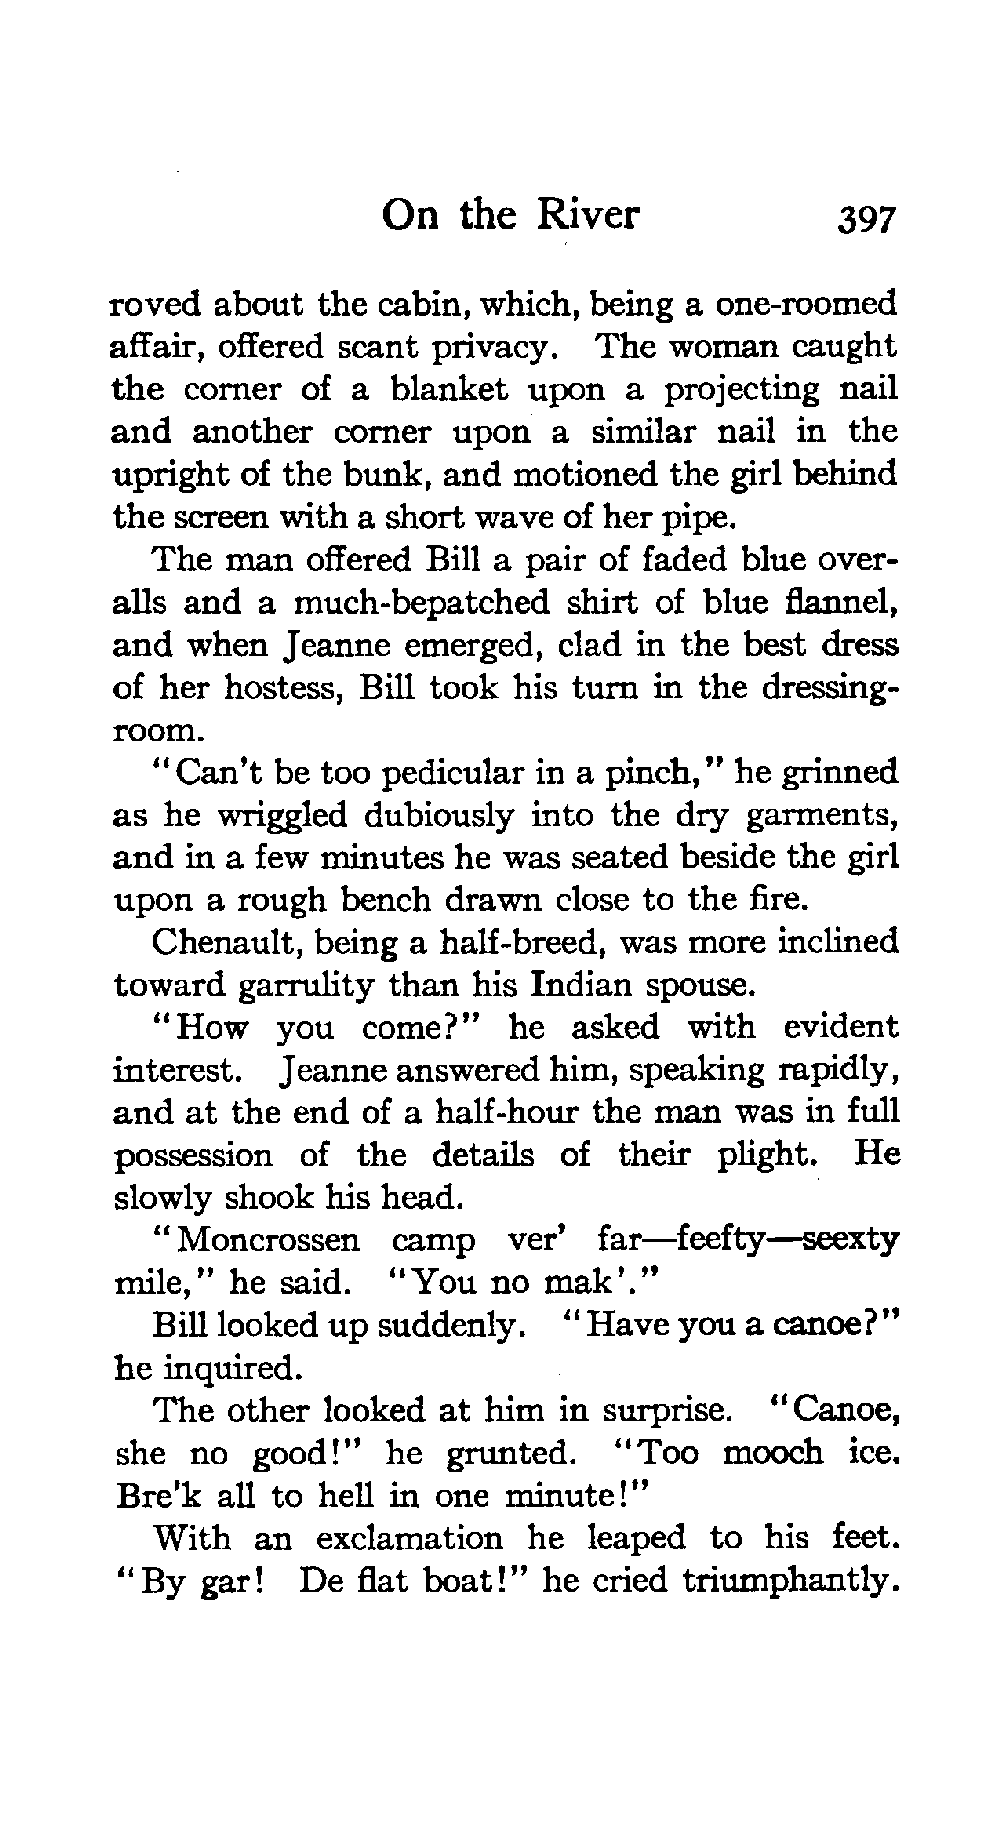 On the River 397
roved about the cabin, which, being a one-roomed
affair, offered scant privacy. The woman caught
the corner of a blanket upon a projecting nail
and another corner upon a similar nail in the
upright of the bunk, and motioned the girl behind
the screen with a short wave of her pipe.
The man offered Bill a pair of faded blue over-
alls and a much-bepatched shirt of blue flannel,
and when Jeanne emerged, clad in the best dress
of her hostess, Bill took his turn in the dressing-
room.
"Can't be too pedicular in a pinch," he grinned
as he wriggled dubiously into the dry garments,
and in a few minutes he was seated beside the girl
upon a rough bench drawn close to the fire.
Chenault, being a half-breed, was more inclined
toward garrulity than his Indian spouse.
"How you come?" he asked with evident
interest. Jeanne answered him, speaking rapidly,
and at the end of a half-hour the man was in full
possession of the details of their plight. He
slowly shook his head.
"Moncrossen camp ver' far—feefty—seexty
mile," he said. "You no mak'."
Bill looked up suddenly. "Have you a canoe?"
he inquired.
The other looked at him in surprise. "Canoe,
she no good!" he grunted. "Too mooch ice.
Bre'k all to hell in one minute!"
With an exclamation he leaped to his feet.
"By gar! De flat boat!" he cried triumphantly.